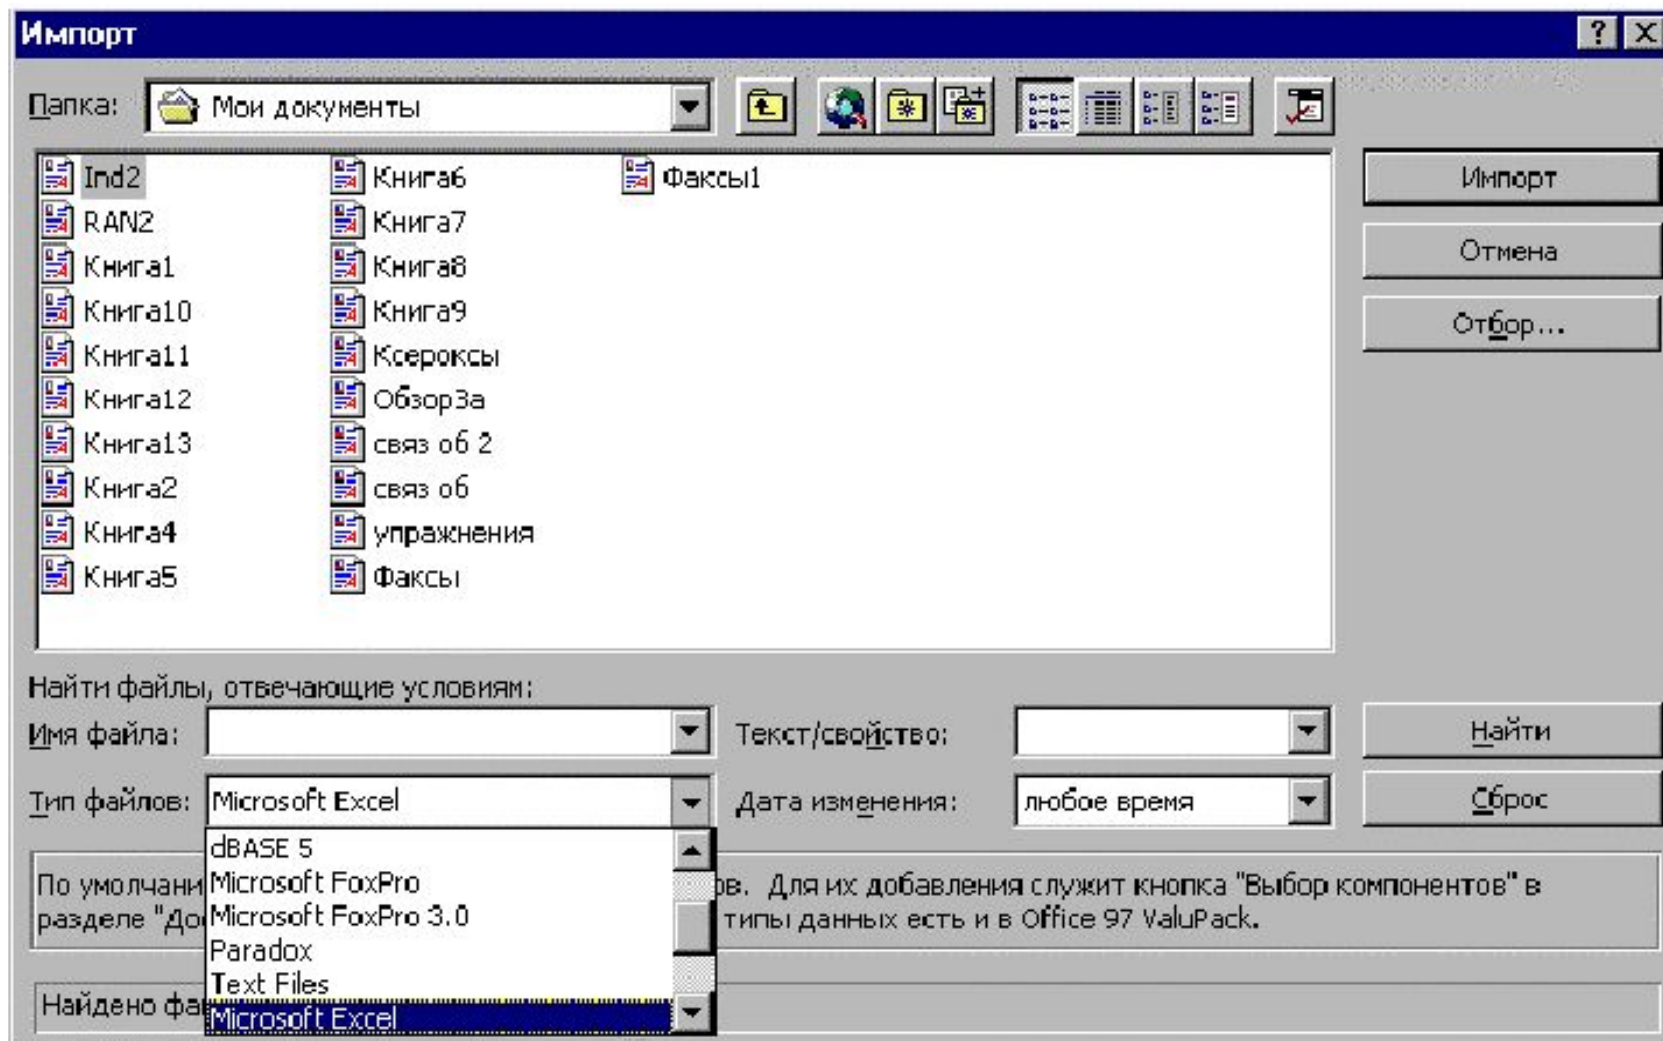 Импорт
Папка: Мои документы
Ind2 Книга6 Факсы1
RAN2 Книга7
Книга1 Книга8
Книга10 Книга9
Книга11 Ксероксы
Книга12 Обзор3а
Книга13 связ об 2
Книга2 связ об
Книга4 упражнения
Книга5 Факсы
Импорт
Отмена
Отбор...
Найти файлы, отвечающие условиям:
Имя файла: Текст/свойство: Найти
Тип файлов: Microsoft Excel Дата изменения: любое время Сброс
dBASE 5
Microsoft FoxPro
Microsoft FoxPro 3.0
Paradox
Text Files
Microsoft Excel
По умолчани ов. Для их добавления служит кнопка "Выбор компонентов" в
разделе "До типы данных есть и в Office 97 ValuPack.
Найдено фа